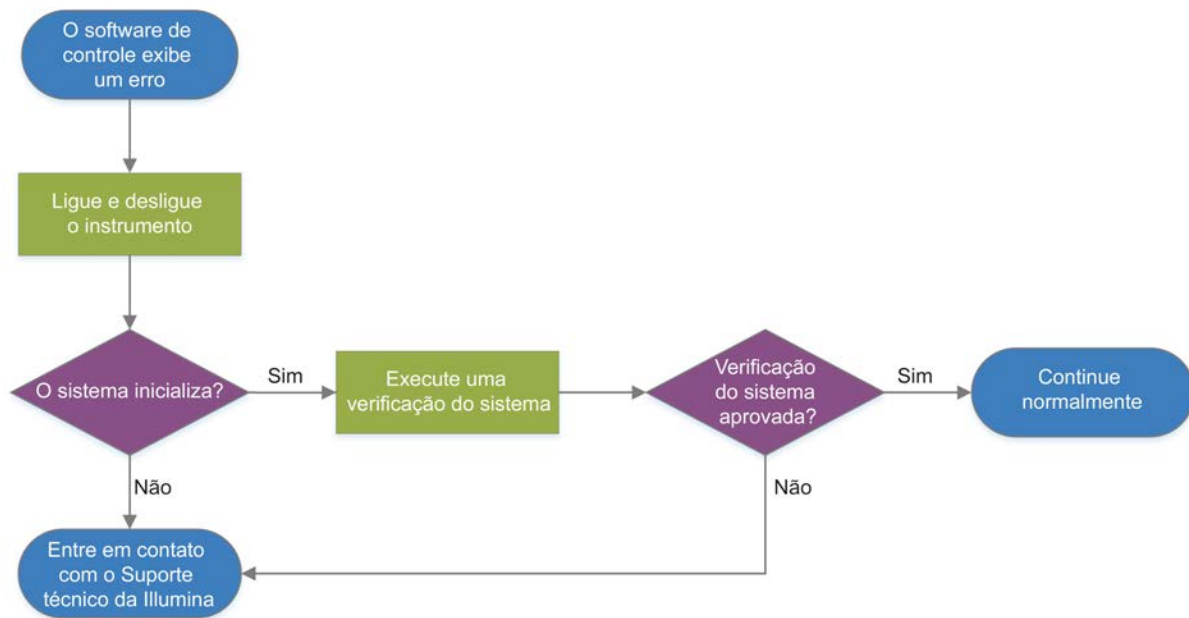 O software de
controle exibe
um erro
Ligue e desligue
o instrumento
O sistema inicializa?
Sim
Execute uma
verificação do sistema
Verificação
do sistema
aprovada?
Sim
Continue
normalmente
Não
Não
Entre em contato
com o Suporte
técnico da Illumina